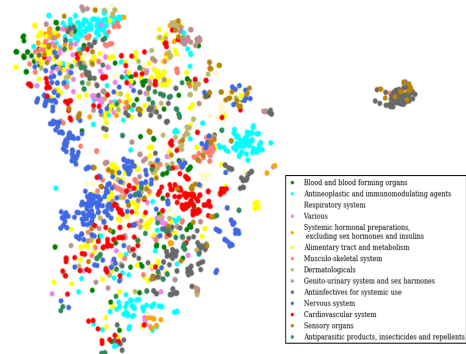 Blood and blood forming organs
Antineoplastic and immunomodulating agents
Respiratory system
Various
Systemic hormonal preparations,
excluding sex hormones and insulins
Alimentary tract and metabolism
Musculo-skeletal system
Dermatologicals
Genito-urinary system and sex harmones
Antiinfectives for systemic use
Nervous system
Cardiovascular system
Sensory organs
Antiparasitic products, insecticides and repellents